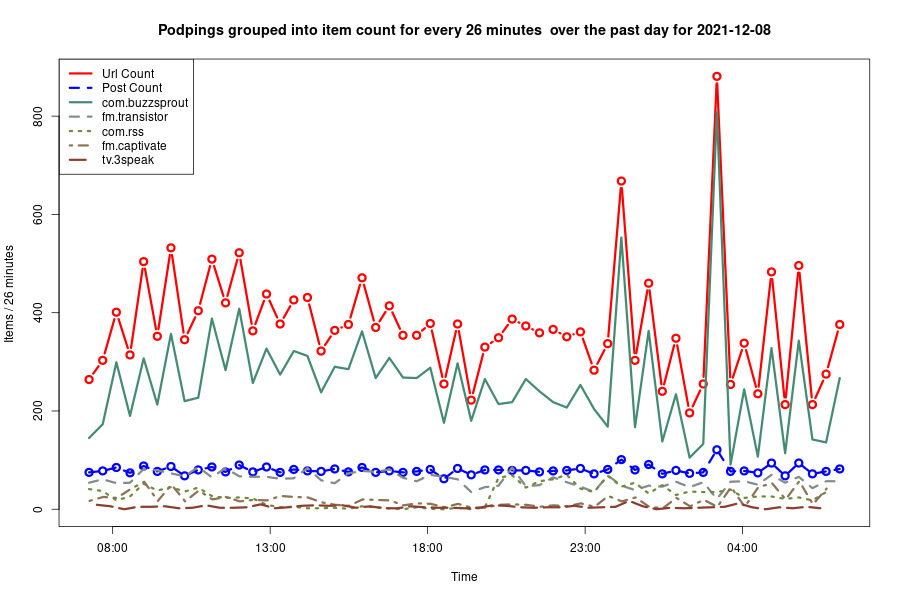 Podpings grouped into item count for every 26 minutes  over the past day for 2021-12-08
Url Count
Post Count
com.buzzsprout
fm.transistor
com.rss
fm.captivate
tv.3speak
Items / 26 minutes
800
600
400
200
0
08:00 13:00 18:00 23:00 04:00
Time